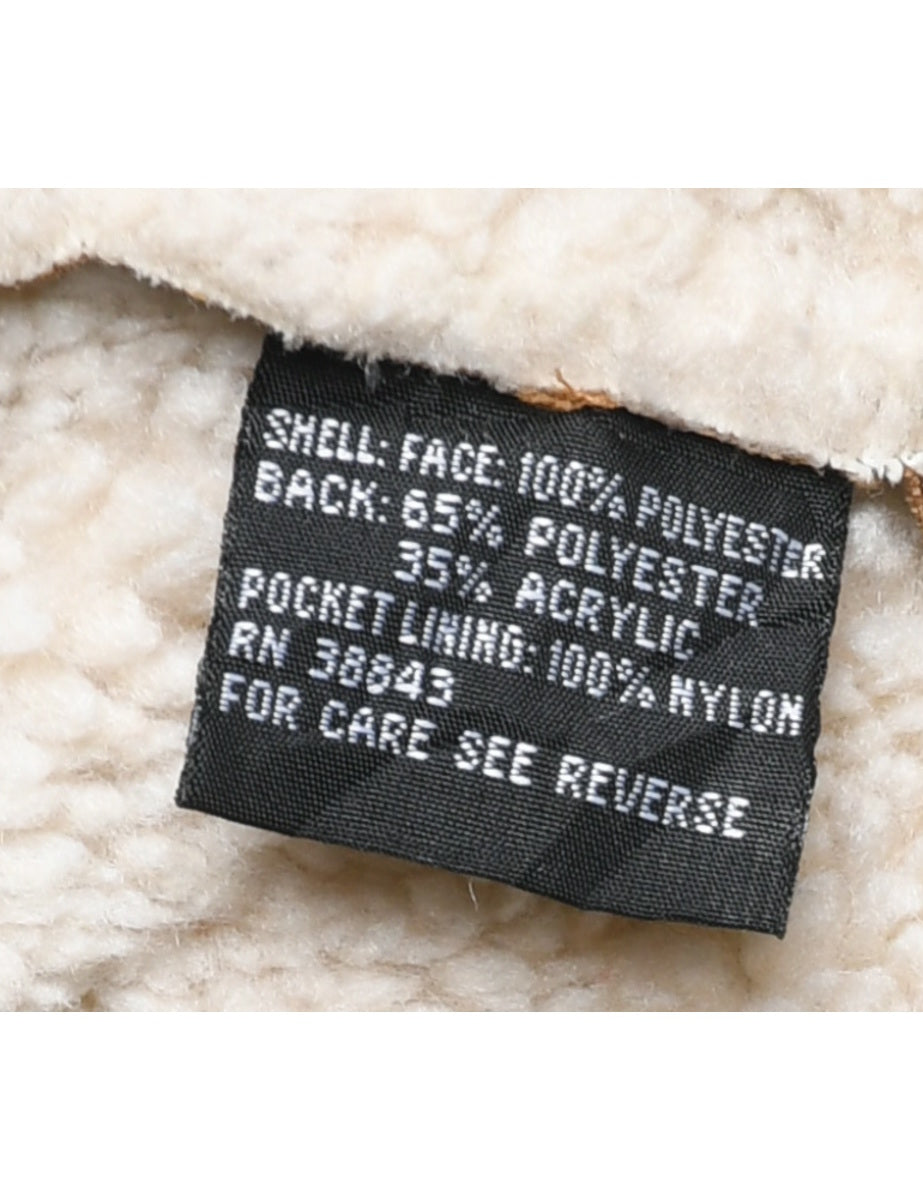 SHELL: FACE: 100% POLYESTER
BACK: 65% POLYESTER
35% ACRYLIC
POCKET LINING: 100% NYLON
RN 38843
FOR CARE SEE REVERSE